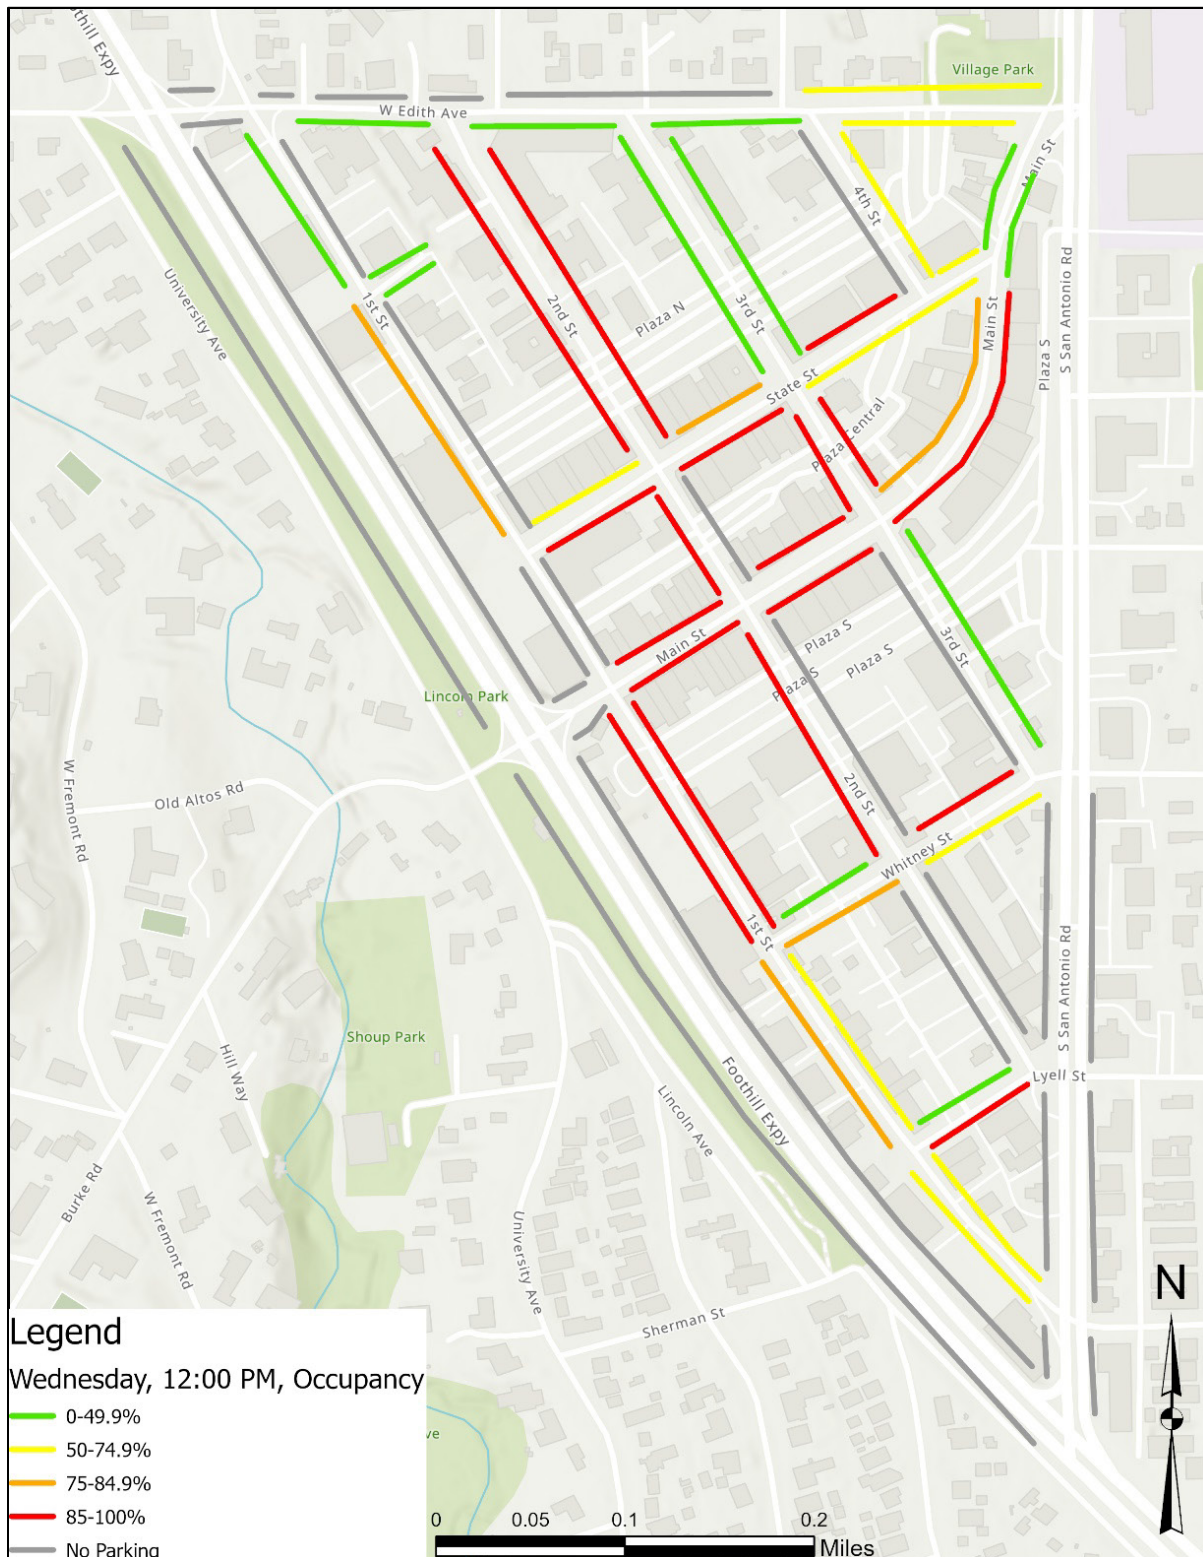 othill Expy
Village Park
W Edith Ave
Main St
4th St
University Ave
1st St
2nd St
Plaza N
3rd St
State St
Main St
Plaza S
S San Antonio Rd
Plaza Central
Lincoln Park
Main St
Plaza S
Plaza S
Plaza S
3rd St
W Fremont Rd
Old Altos Rd
2nd St
Whitney St
1st St
S San Antonio Rd
Shoup Park
Hill Way
Foothill Expy
Lyell St
Lincoln Ave
Burke Rd
W Fremont Rd
University Ave
Sherman St
N
Legend
Wednesday, 12:00 PM, Occupancy
0-49.9%
50-74.9%
75-84.9%
85-100%
No Parking
ve
0 0.05 0.1 0.2
Miles